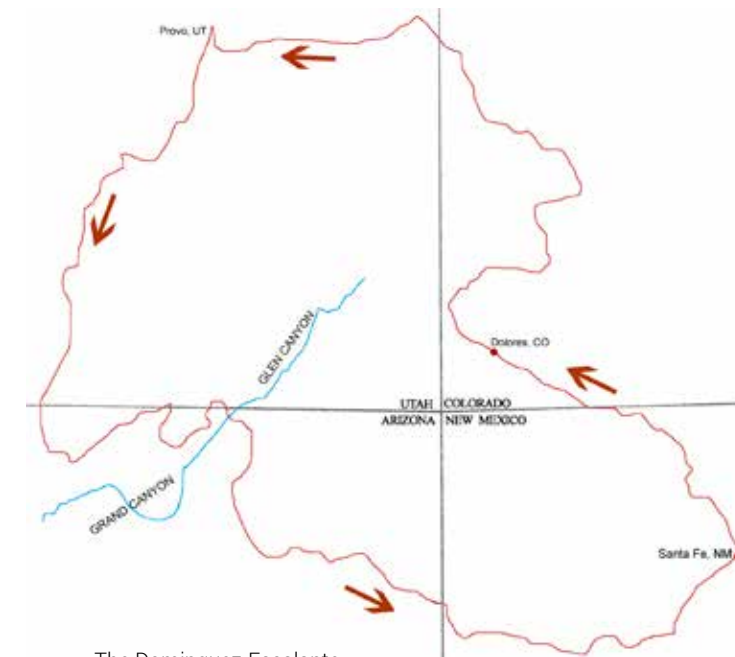 Provo, UT
GLEN CANYON
Dolores, CO
UTAH COLORADO
ARIZONA NEW MEXICO
GRAND CANYON
Santa Fe, NM
The Dominguez-Escalante